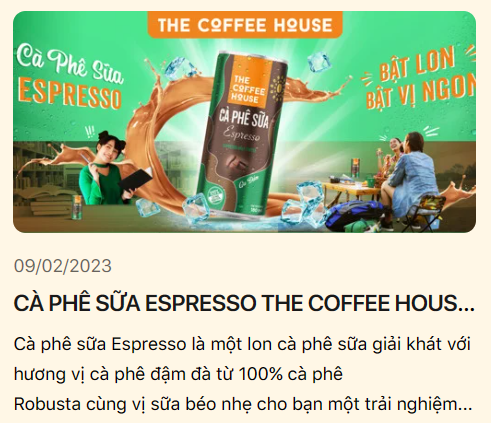 THE COFFEE HOUSE
Cà Phê Sữa
ESPRESSO
BẬT LON
BẬT VỊ NGON
THE
COFFEE
HOUSE
CÀ PHÊ SỮA
Espresso
09/02/2023
CÀ PHÊ SỮA ESPRESSO THE COFFEE HOUS...
Cà phê sữa Espresso là một lon cà phê sữa giải khát với
hương vị cà phê đậm đà từ 100% cà phê
Robusta cùng vị sữa béo nhẹ cho bạn một trải nghiệm...